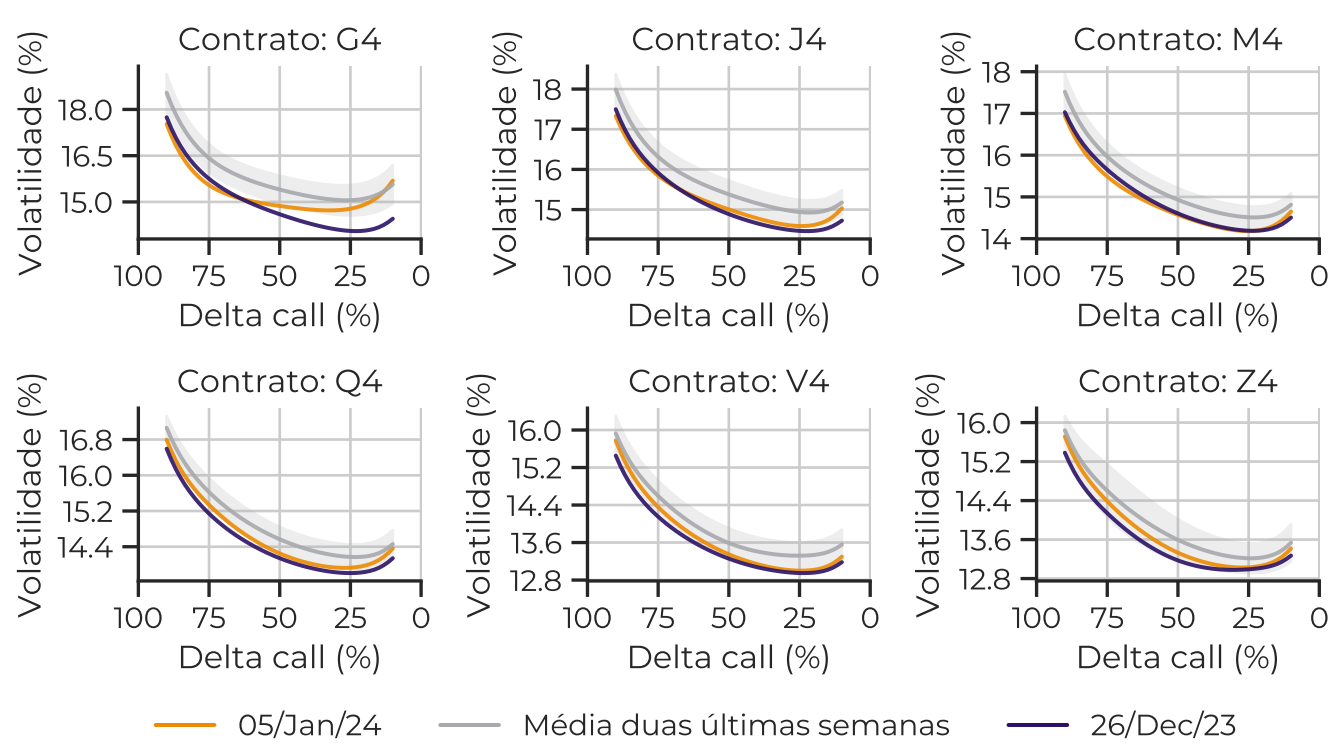 Contrato: G4
Volatilidade (%)
18.0
16.5
15.0
100 75 50 25 0
Delta call (%)
Contrato: J4
Volatilidade (%)
18
17
16
15
100 75 50 25 0
Delta call (%)
Contrato: M4
Volatilidade (%)
18
17
16
15
14
100 75 50 25 0
Delta call (%)
Contrato: Q4
Volatilidade (%)
16.8
16.0
15.2
14.4
100 75 50 25 0
Delta call (%)
Contrato: V4
Volatilidade (%)
16.0
15.2
14.4
13.6
12.8
100 75 50 25 0
Delta call (%)
Contrato: Z4
Volatilidade (%)
16.0
15.2
14.4
13.6
12.8
100 75 50 25 0
Delta call (%)
05/Jan/24 Média duas últimas semanas 26/Dec/23